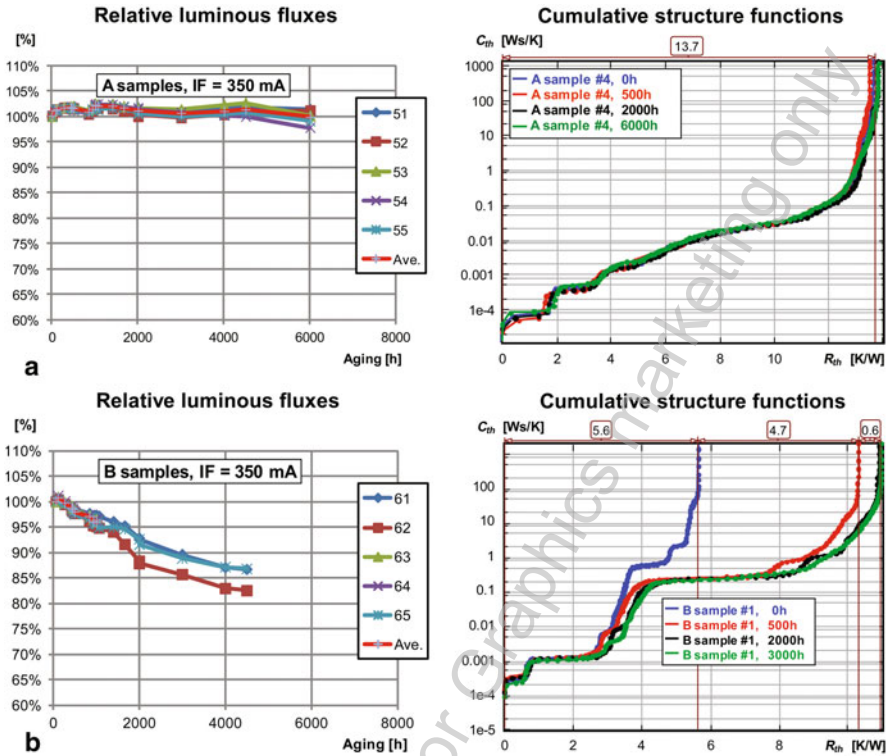 Relative luminous fluxes
[%]
110%
105%
100%
95%
90%
85%
80%
75%
70%
65%
60%
A samples, IF = 350 mA
51
52
53
54
55
Ave.
0 2000 4000 6000 8000
Aging [h]
a
Cumulative structure functions
Cth [Ws/K]
13.7
1000
100
10
1
0.1
0.01
0.001
1e-4
A sample #4, 0h
A sample #4, 500h
A sample #4, 2000h
A sample #4, 6000h
0 2 4 6 8 10
Rth [K/W]
Relative luminous fluxes
[%]
110%
105%
100%
95%
90%
85%
80%
75%
70%
65%
60%
B samples, IF = 350 mA
61
62
63
64
65
Ave.
0 2000 4000 6000 8000
Aging [h]
b
Cumulative structure functions
Cth [Ws/K]
5.6 4.7 0.6
100
10
1
0.1
0.01
0.001
1e-4
1e-5
B sample #1, 0h
B sample #1, 500h
B sample #1, 2000h
B sample #1, 3000h
0 2 4 6 8
Rth [K/W]
or Graphics marketing only